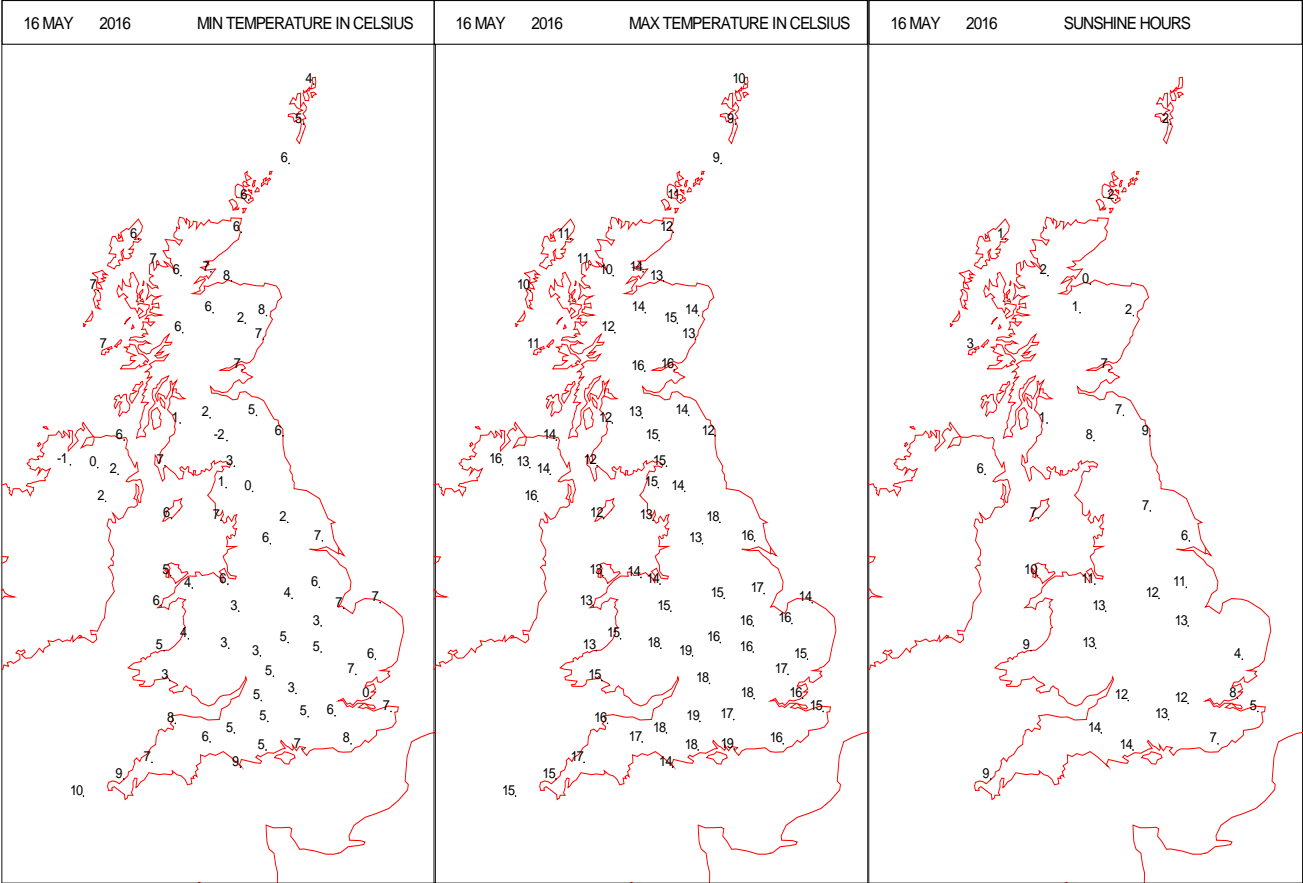 16 MAY 2016 MIN TEMPERATURE IN CELSIUS
4
5
6
6
6
6
7
6 7
8
7
6 2 8
6 7
7
7
1 2 5
-2 6
6
-1 0 2 7 3
2 1 0
6 7 2
6 7
5 4 6
4 6
6 3 7 7
3
5 4 3 5 5
3 6
3 5 7
5 3 0
8 5 6 7
6 5
7 5 7 8
9 9
10
16 MAY 2016 MAX TEMPERATURE IN CELSIUS
10
9
9
11
12
11
11 10 14
13
10
14 15 14
12 13
11
16 16
12 13 14
15 12
14
16 13 14 12 15
16 15 14
12 13 18
13 16
13 14 14
15 17
13 15 14
16 16
13 15 18 16 16
19 15
15 18 17
18 16
16 19 17 15
17 18
17 18 19 16
15 14
15
16 MAY 2016 SUNSHINE HOURS
2
2
1
2 0
1 2
3
7
1 7
8 9
6
7 7
6
10 11 12 11
13 13
9 13
4
12 12 8
14 13 5
14 7
9